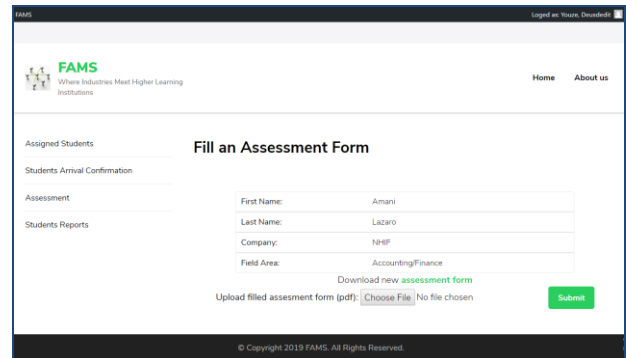 FAMS
Loged as: Youze, Deusdedit
FAMS
Where Industries Meet Higher Learning
Institutions
Home About us
Assigned Students
Students Arrival Confirmation
Assessment
Students Reports
Fill an Assessment Form
First Name: Amani
Last Name: Lazaro
Company: NHIF
Field Area: Accounting/Finance
Download new assessment form
Upload filled assesment form (pdf): Choose File No file chosen
Submit
© Copyright 2019 FAMS. All Rights Reserved.